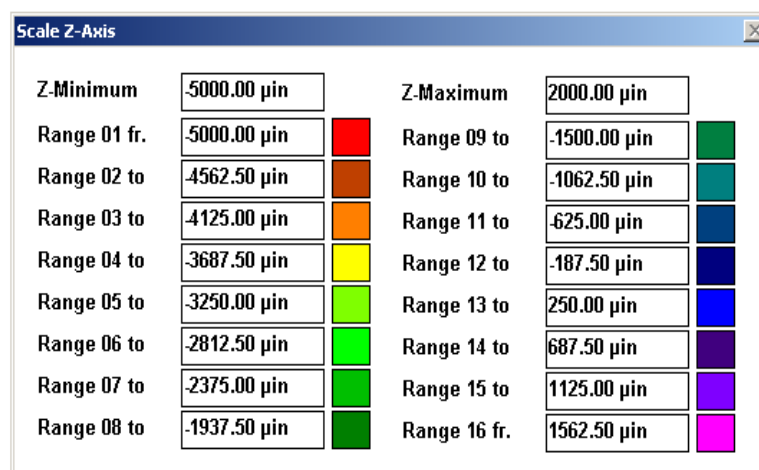 Scale Z-Axis
Z-Minimum -5000.00 µin Z-Maximum 2000.00 µin
Range 01 fr. -5000.00 µin Range 09 to -1500.00 µin
Range 02 to -4562.50 µin Range 10 to -1062.50 µin
Range 03 to -4125.00 µin Range 11 to -625.00 µin
Range 04 to -3687.50 µin Range 12 to -187.50 µin
Range 05 to -3250.00 µin Range 13 to 250.00 µin
Range 06 to -2812.50 µin Range 14 to 687.50 µin
Range 07 to -2375.00 µin Range 15 to 1125.00 µin
Range 08 to -1937.50 µin Range 16 fr. 1562.50 µin